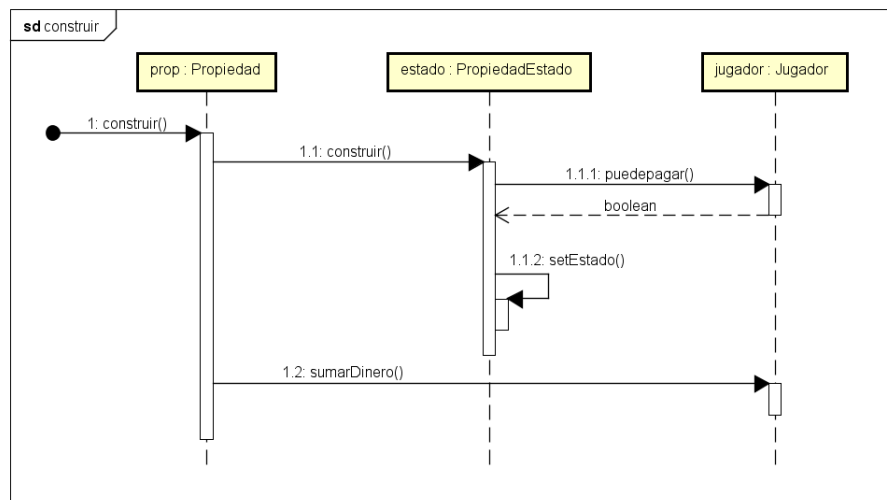 sd construir
prop : Propiedad
estado : PropiedadEstado
jugador : Jugador
1: construir()
1.1: construir()
1.1.1: puedepagar()
boolean
1.1.2: setEstado()
1.2: sumarDinero()